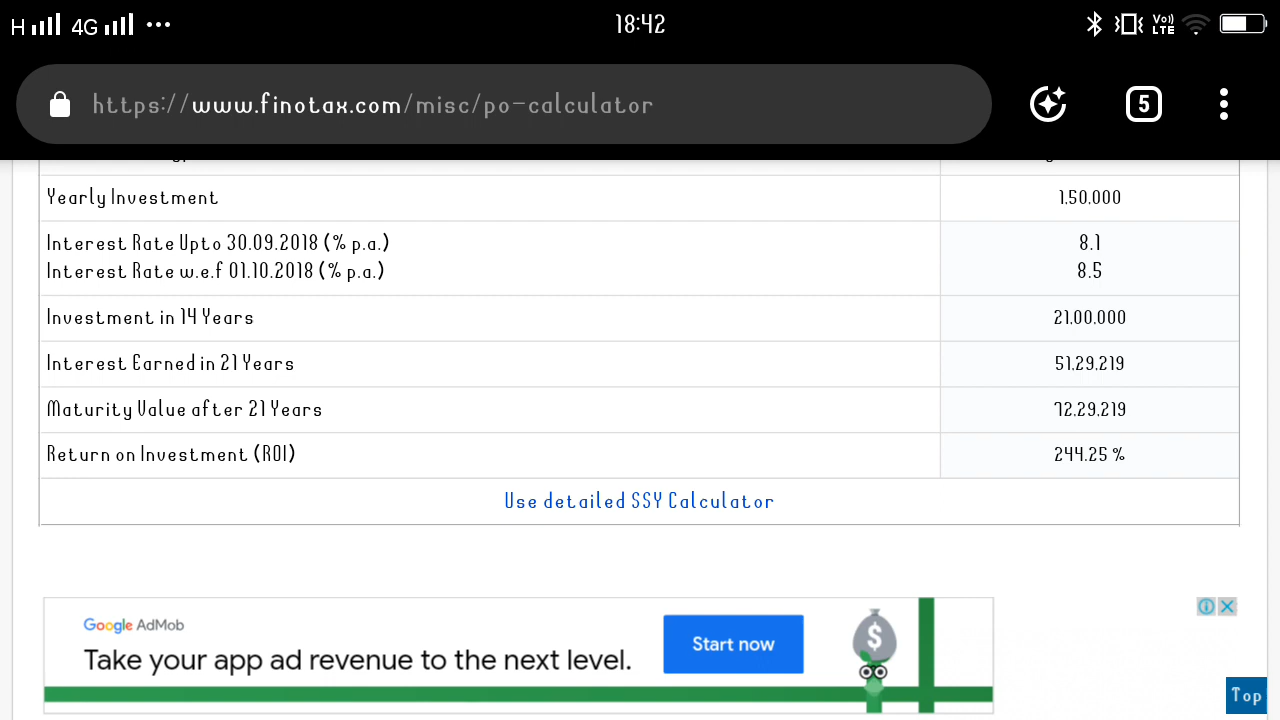 H 4G 18:42 Vo)) LTE
https://www.finotax.com/misc/po-calculator 5
Yearly Investment 1,50,000
Interest Rate Upto 30.09.2018 (% p.a.) 8.1
Interest Rate w.e.f 01.10.2018 (% p.a.) 8.5
Investment in 14 Years 21,00,000
Interest Earned in 21 Years 51,29,219
Maturity Value after 21 Years 72,29,219
Return on Investment (ROI) 244.25 %
Use detailed SSY Calculator
Google AdMob
Take your app ad revenue to the next level.
Start now
$
Top